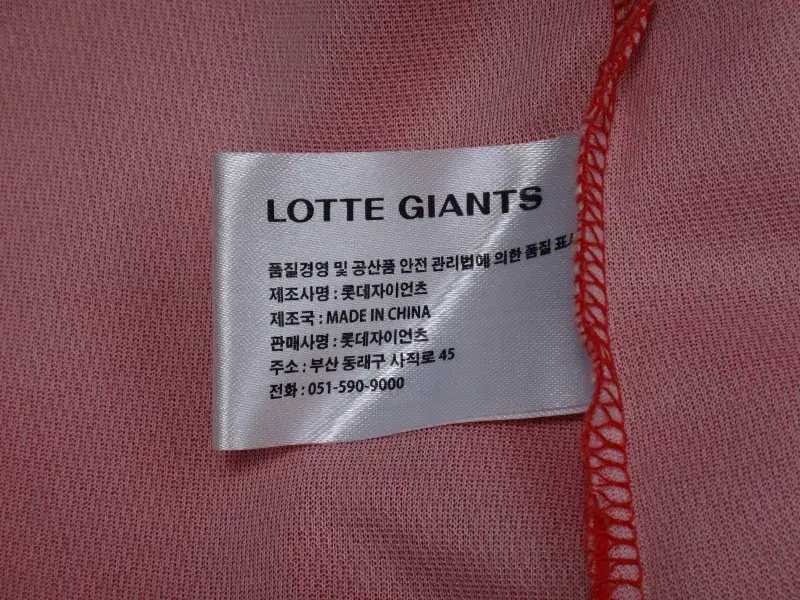 LOTTE GIANTS
품질경영 및 공산품 안전 관리법에 의한 품질
제조사명 : 롯데자이언츠
제조국 : MADE IN CHINA
판매사명 : 롯데자이언츠
주소 : 부산 동래구 사직로 45
전화 : 051-590-9000